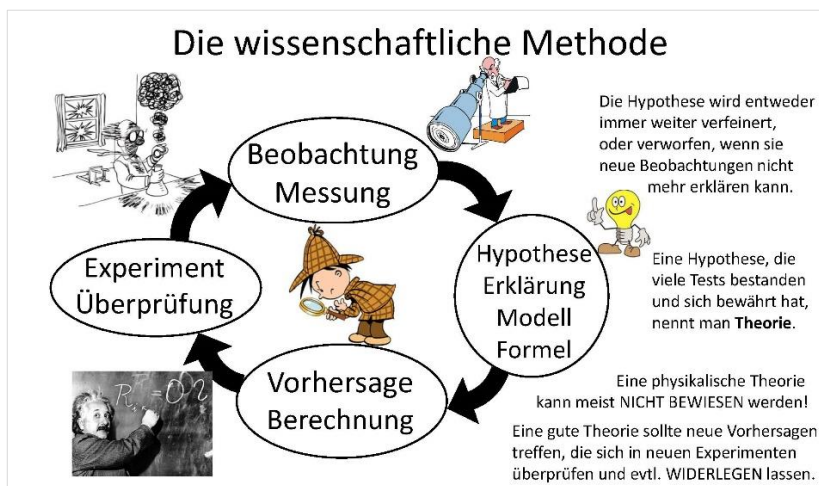 Die wissenschaftliche Methode
Beobachtung
Messung
Hypothese
Erklärung
Modell
Formel
Vorhersage
Berechnung
Experiment
Überprüfung
Die Hypothese wird entweder
immer weiter verfeinert,
oder verworfen, wenn sie
neue Beobachtungen nicht
mehr erklären kann.
Eine Hypothese, die
viele Tests bestanden
und sich bewährt hat,
nennt man Theorie.
Eine physikalische Theorie
kann meist NICHT BEWIESEN werden!
Eine gute Theorie sollte neue Vorhersagen
treffen, die sich in neuen Experimenten
überprüfen und evtl. WIDERLEGEN lassen.